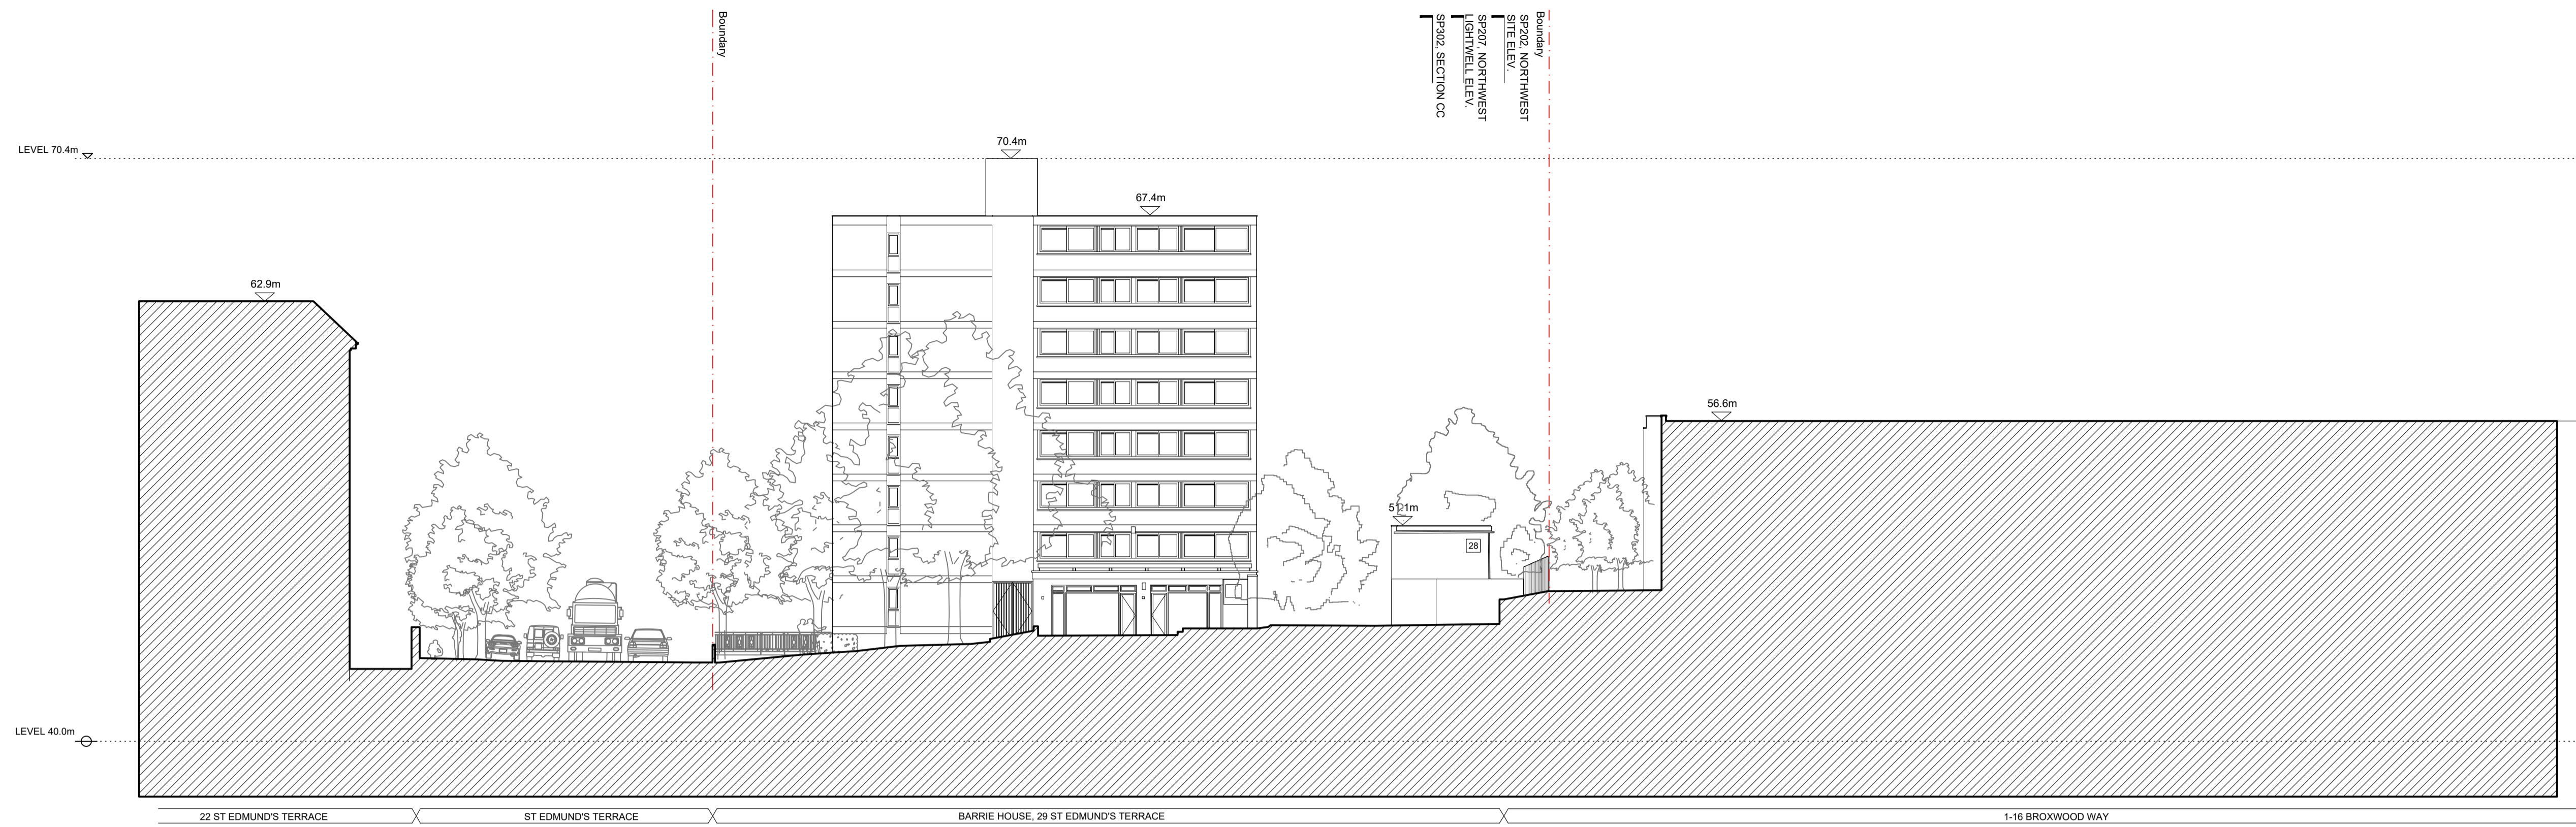 Boundary
SP302, SECTION CC
SP207, NORTHWEST
LIGHTWELL ELEV.
SP202, NORTHWEST
SITE ELEV.
Boundary
LEVEL 70.4m
70.4m
67.4m
62.9m
56.6m
51.1m
28
LEVEL 40.0m
22 ST EDMUND'S TERRACE
ST EDMUND'S TERRACE
BARRIE HOUSE, 29 ST EDMUND'S TERRACE
1-16 BROXWOOD WAY